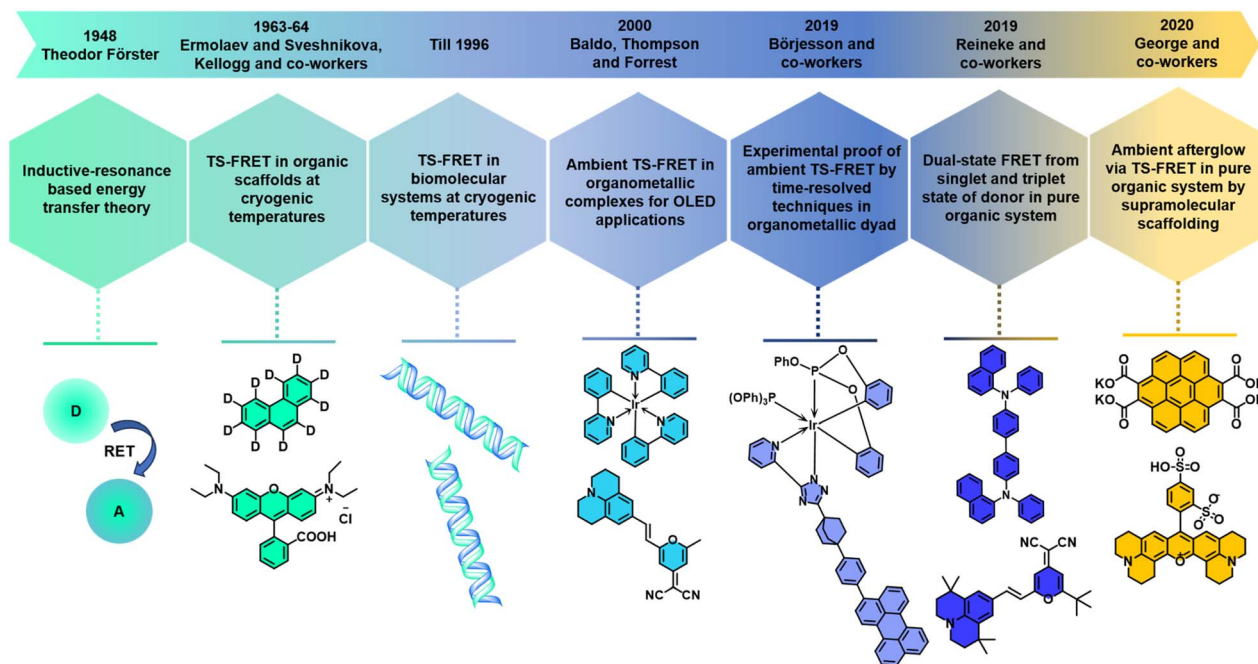 1948
Theodor Förster
1963-64
Ermolaev and Sveshnikova,
Kellogg and co-workers
Till 1996
2000
Baldo, Thompson
and Forrest
2019
Börjesson and
co-workers
2019
Reineke and
co-workers
2020
George and
co-workers
Inductive-resonance
based energy
transfer theory
TS-FRET in organic
scaffolds at
cryogenic
temperatures
TS-FRET in
biomolecular
systems at cryogenic
temperatures
Ambient TS-FRET in
organometallic
complexes for OLED
applications
Experimental proof of
ambient TS-FRET by
time-resolved
techniques in
organometallic dyad
Dual-state FRET from
singlet and triplet
state of donor in pure
organic system
Ambient afterglow
via TS-FRET in pure
organic system by
supramolecular
scaffolding
D
RET
A
D D
D D
D D
D D
D D
N O N
+
Cl
−
COOH
N
Ir
N N
N
O
NC CN
O
PhO P
O
(OPh)3P
Ir
N N
N
N
N
N
NC CN
O
N
O O
KO OK
KO OK
O O
O
HO-S
O
O
S O−
O
N O+ N